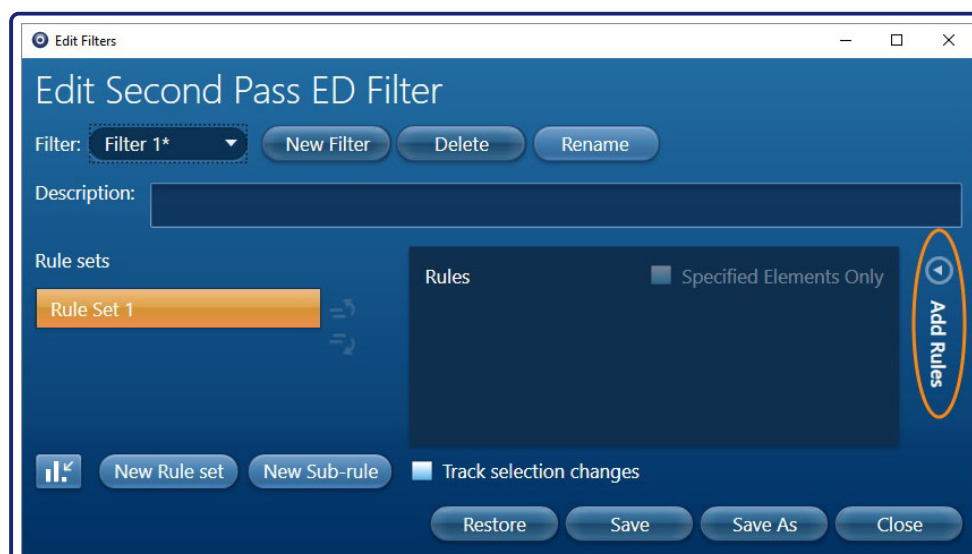 Edit Filters
Edit Second Pass ED Filter
Filter: Filter 1* New Filter Delete Rename
Description:
Rule sets
Rules Specified Elements Only
Rule Set 1
Add Rules
New Rule set New Sub-rule Track selection changes
Restore Save Save As Close